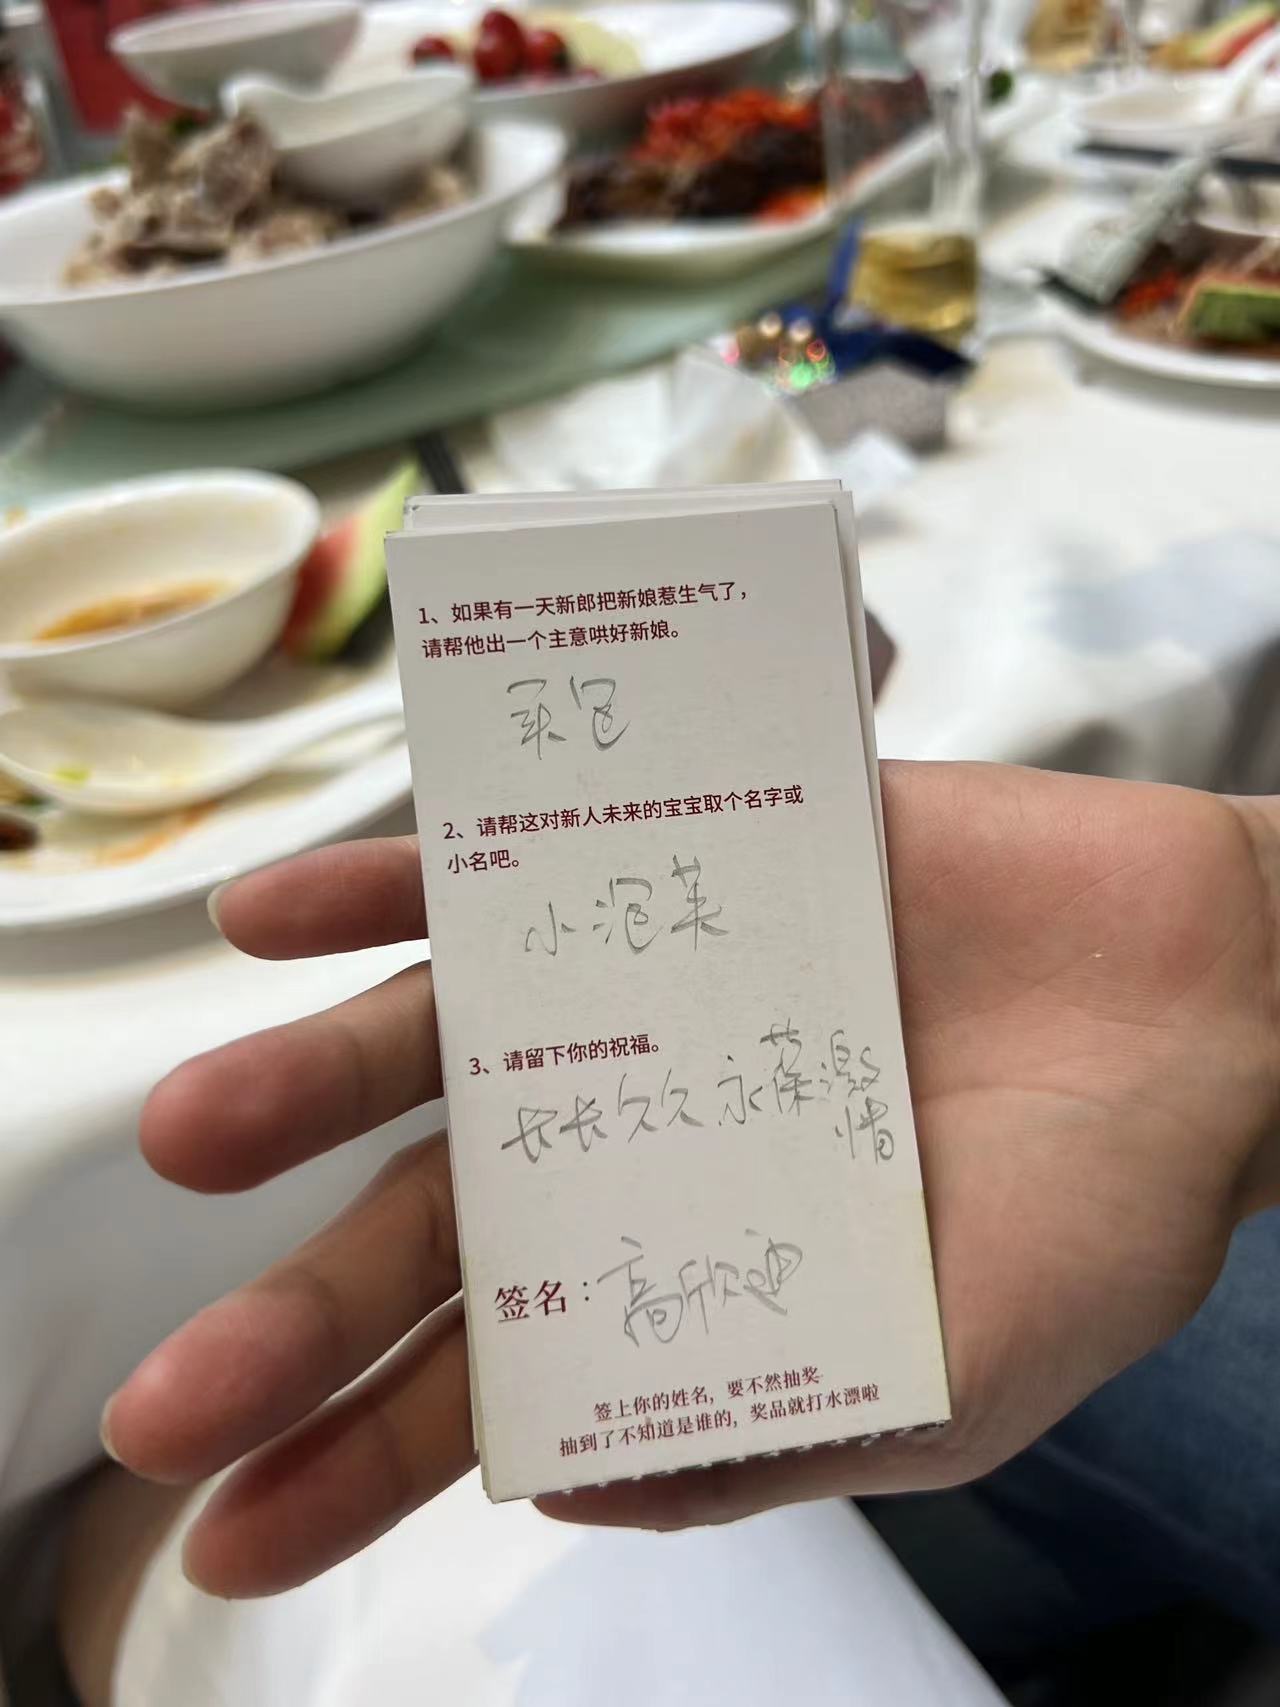 1、如果有一天新郎把新娘惹生气了，
请帮他出一个主意哄好新娘。
买包
2、请帮这对新人未来的宝宝取个名字或
小名吧。
小泡芙
3、请留下你的祝福。
长长久久永葆激
情
签名：高欣迪
签上你的姓名，要不然抽奖
抽到了不知道是谁的，奖品就打水漂啦